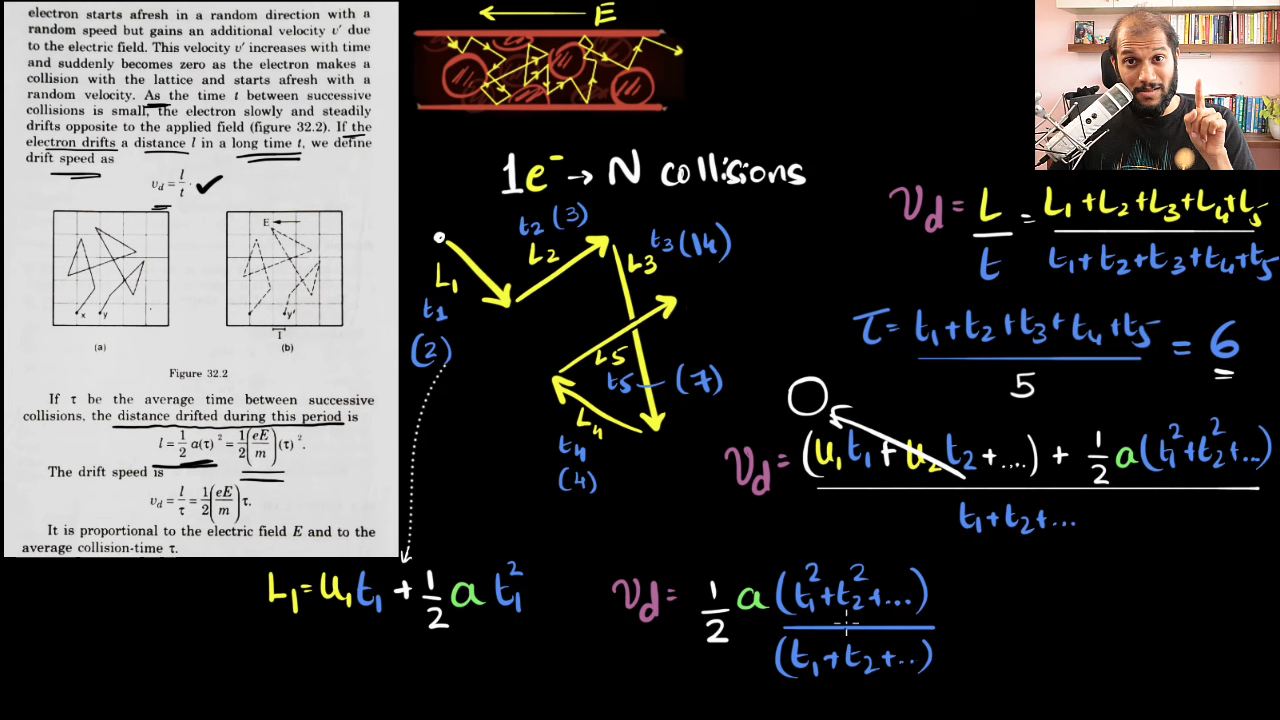 electron starts afresh in a random direction with a
random speed but gains an additional velocity v′ due
to the electric field. This velocity v′ increases with time
and suddenly becomes zero as the electron makes a
collision with the lattice and starts afresh with a
random velocity. As the time t between successive
collisions is small, the electron slowly and steadily
drifts opposite to the applied field (figure 32.2). If the
electron drifts a distance l in a long time t, we define
drift speed as
v_d = l/t · ✓
E
x y
y′
l
(a) (b)
Figure 32.2
If τ be the average time between successive
collisions, the distance drifted during this period is
l = 1/2 a(τ)² = 1/2 (eE/m) (τ)².
The drift speed is
v_d = l/τ = 1/2 (eE/m) τ.
It is proportional to the electric field E and to the
average collision-time τ.
E
1e⁻ → N collisions
t2 (3)
L2
t3 (14)
L3
L1
t1
(2)
L5
t5 (7)
L4
t4
(4)
v_d = L/t = L1+L2+L3+L4+L5 / t1+t2+t3+t4+t5
τ = t1+t2+t3+t4+t5 / 5 = 6
O
v_d = (u1t1 + u2t2 + ....) + 1/2 a(t1²+t2²+...) / t1+t2+...
L1 = u1t1 + 1/2 a t1²
v_d = 1/2 a (t1²+t2²+...) / (t1+t2+..)